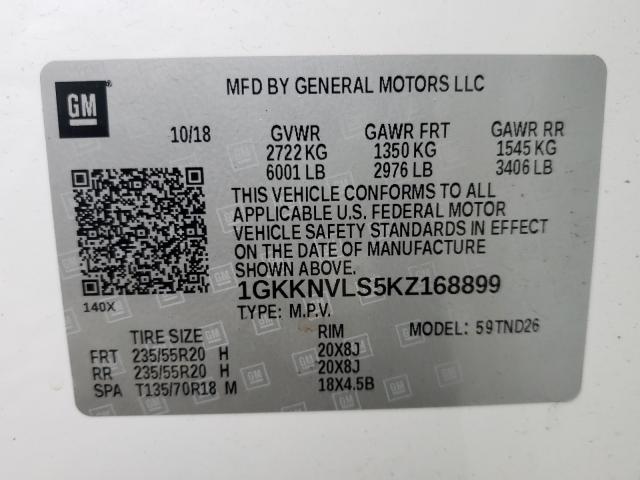 GM
MFD BY GENERAL MOTORS LLC
10/18 GVWR GAWR FRT GAWR RR
2722 KG 1350 KG 1545 KG
6001 LB 2976 LB 3406 LB
THIS VEHICLE CONFORMS TO ALL
APPLICABLE U.S. FEDERAL MOTOR
VEHICLE SAFETY STANDARDS IN EFFECT
ON THE DATE OF MANUFACTURE
SHOWN ABOVE.
1GKKNVLS5KZ168899
140X
TYPE: M.P.V.
MODEL: 59TND26
TIRE SIZE RIM
FRT 235/55R20 H 20X8J
RR 235/55R20 H 20X8J
SPA T135/70R18 M 18X4.5B